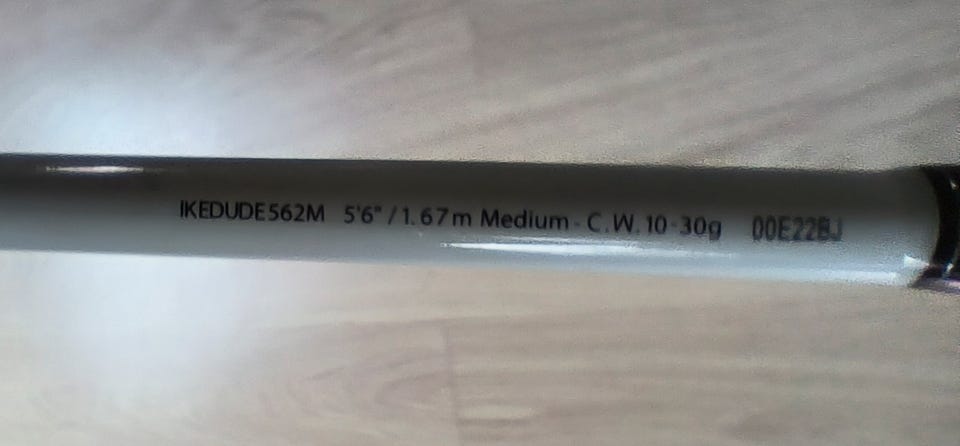 IKEDUDE562M 5'6" / 1.67m Medium - C.W. 10-30g 00E22BJ